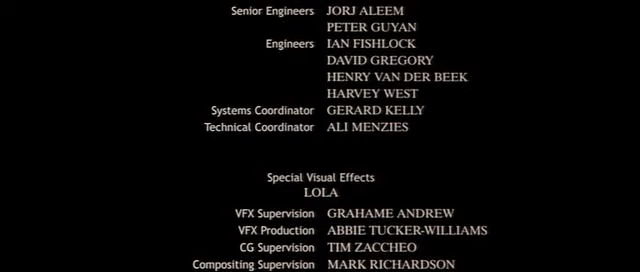 Senior Engineers JORJ ALEEM
PETER GUYAN
Engineers IAN FISHLOCK
DAVID GREGORY
HENRY VAN DER BEEK
HARVEY WEST
Systems Coordinator GERARD KELLY
Technical Coordinator ALI MENZIES
Special Visual Effects
LOLA
VFX Supervision GRAHAME ANDREW
VFX Production ABBIE TUCKER-WILLIAMS
CG Supervision TIM ZACCHEO
Compositing Supervision MARK RICHARDSON